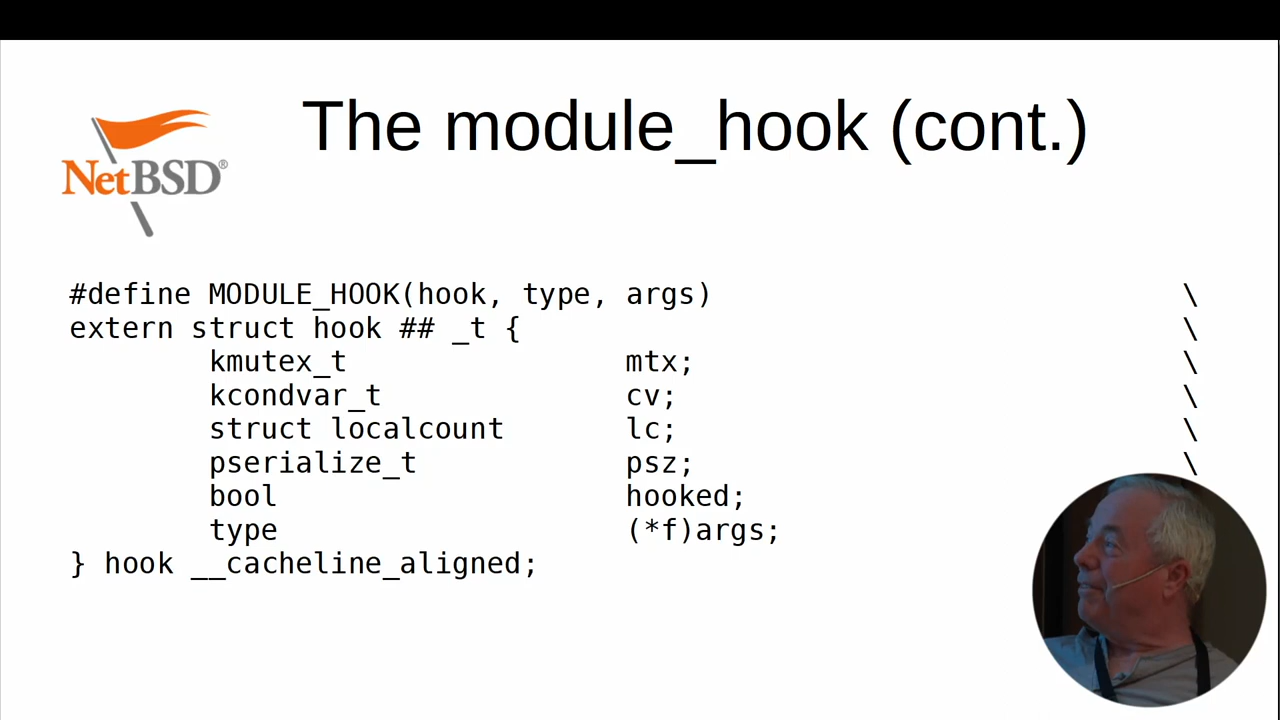 The module_hook (cont.)
NetBSD®
#define MODULE_HOOK(hook, type, args) \
extern struct hook ## _t { \
kmutex_t mtx; \
kcondvar_t cv; \
struct localcount lc; \
pserialize_t psz; \
bool hooked;
type (*f)args;
} hook __cacheline_aligned;